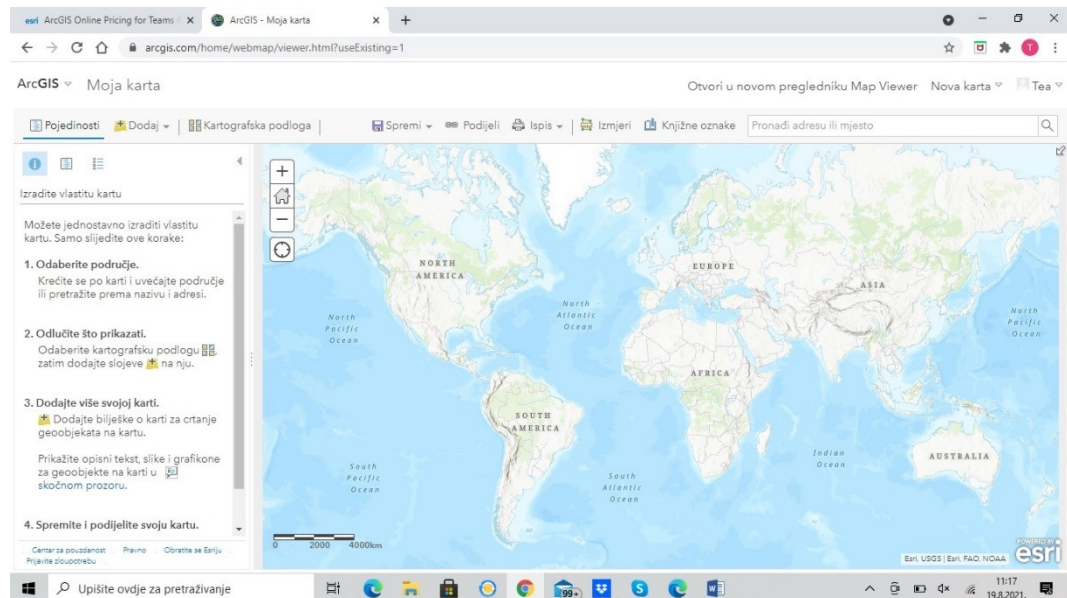 esri ArcGIS Online Pricing for Teams
ArcGIS - Moja karta
arcgis.com/home/webmap/viewer.html?useExisting=1
T
ArcGIS Moja karta
Otvori u novom pregledniku Map Viewer Nova karta Tea
Pojedinosti Dodaj Kartografska podloga Spremi Podijeli Ispis Izmjeri Knjižne oznake Pronađi adresu ili mjesto
Izradite vlastitu kartu
Možete jednostavno izraditi vlastitu
kartu. Samo slijedite ove korake:
1. Odaberite područje.
Krećite se po karti i uvećajte područje
ili pretražite prema nazivu i adresi.
2. Odlučite što prikazati.
Odaberite kartografsku podlogu
zatim dodajte slojeve na nju.
3. Dodajte više svojoj karti.
Dodajte bilješke o karti za crtanje
geoobjekata na kartu.
Prikažite opisni tekst, slike i grafikone
za geoobjekte na karti u
skočnom prozoru.
4. Spremite i podijelite svoju kartu.
Centar za pouzdanost Pravno Obratite se Esriju
Prijavite zloupotrebu
NORTH
AMERICA
EUROPE
ASIA
North
Pacific
Ocean
North
Atlantic
Ocean
North
Pacific
Ocean
AFRICA
SOUTH
AMERICA
Indian
Ocean
AUSTRALIA
South
Pacific
Ocean
South
Atlantic
Ocean
0 2000 4000km
Esri, USGS | Esri, FAO, NOAA
POWERED BY
esri
Upišite ovdje za pretraživanje
99+
S
W
11:17
19.8.2021.